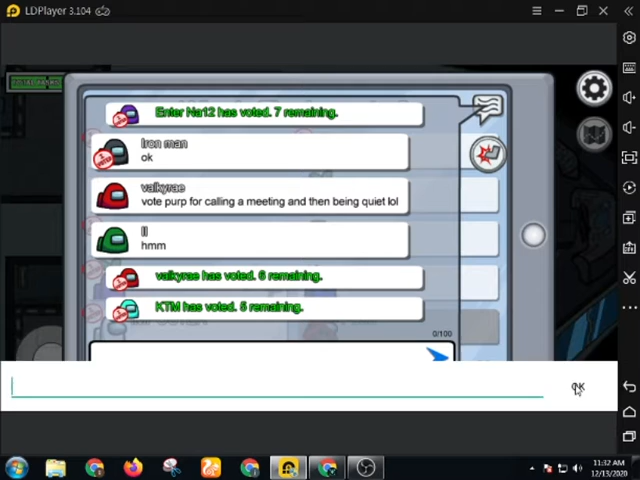 LDPlayer 3.104
Enter Na12 has voted. 7 remaining.
Iron man
ok
valkyrae
vote purp for calling a meeting and then being quiet lol
ll
hmm
valkyrae has voted. 6 remaining.
KTM has voted. 5 remaining.
0/100
OK
11:32 AM
12/13/2020